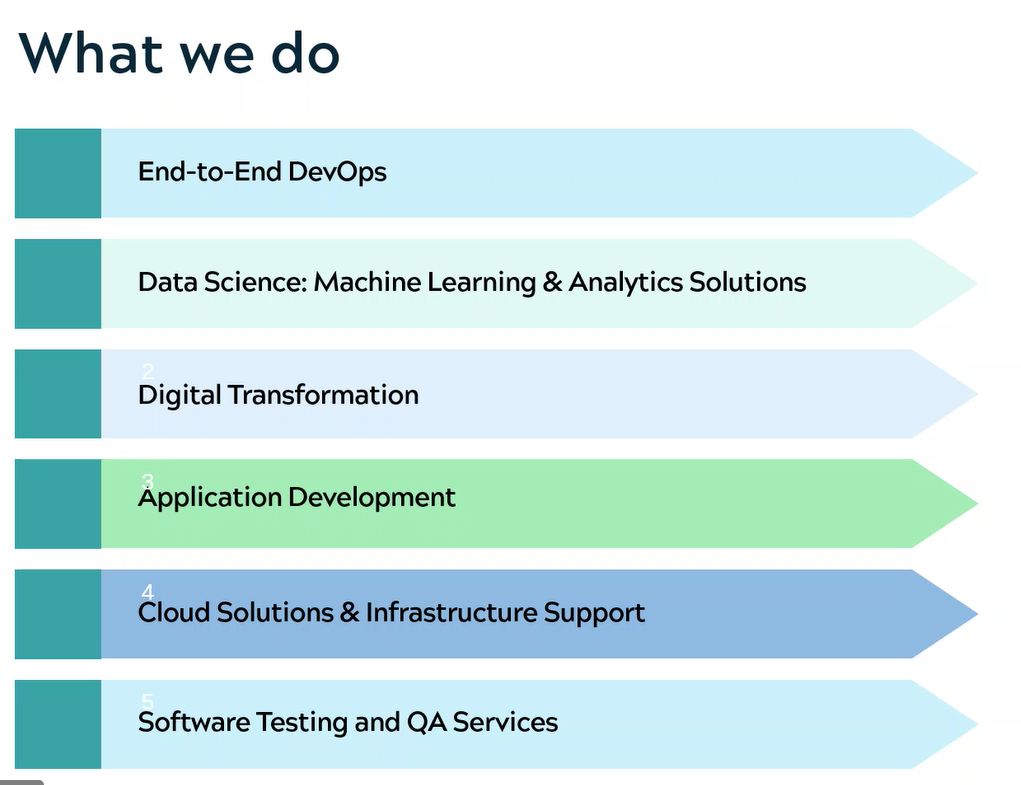 What we do
End-to-End DevOps
Data Science: Machine Learning & Analytics Solutions
2
Digital Transformation
3
Application Development
4
Cloud Solutions & Infrastructure Support
5
Software Testing and QA Services